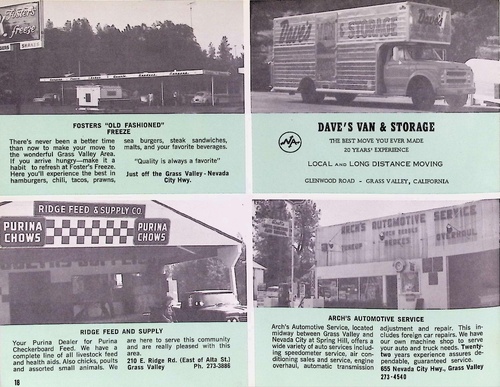 Foster's
Freeze
FOSTERS "OLD FASHIONED"
FREEZE
There's never been a better time
than now to make your move to
the wonderful Grass Valley Area.
If you arrive hungry—make it a
habit to refresh at Foster's Freeze.
Here you'll experience the best in
hamburgers, chili, tacos, prawns,
sea burgers, steak sandwiches,
malts, and your favorite beverages.
"Quality is always a favorite"
Just off the Grass Valley - Nevada
City Hwy.
Dave's VAN & STORAGE
Dave's
DAVE'S VAN & STORAGE
THE BEST MOVE YOU EVER MADE
20 YEARS' EXPERIENCE
LOCAL AND LONG DISTANCE MOVING
GLENWOOD ROAD - GRASS VALLEY, CALIFORNIA
RIDGE FEED & SUPPLY CO.
PURINA
CHOWS
PURINA
CHOWS
RIDGE FEED AND SUPPLY
Your Purina Dealer for Purina
Checkerboard Feed. We have a
complete line of all livestock feed
and health aids. Also chicks, poults
and assorted small animals. We
are here to serve this community
and are really pleased with this
area.
210 E. Ridge Rd. (East of Alta St.)
Grass Valley Ph. 273-3886
ARCH'S AUTOMOTIVE SERVICE
TUNEUP
OVERHAUL
ARCH'S AUTOMOTIVE SERVICE
Arch's Automotive Service, located
midway between Grass Valley and
Nevada City at Spring Hill, offers a
wide variety of auto services includ-
ing speedometer service, air con-
ditioning sales and service, engine
overhaul, automatic transmission
adjustment and repair. This in-
cludes foreign car repairs. We have
our own machine shop to serve
your auto and truck needs. Twenty-
two years experience assures de-
pendable, guaranteed service.
655 Nevada City Hwy., Grass Valley
273-4540
18